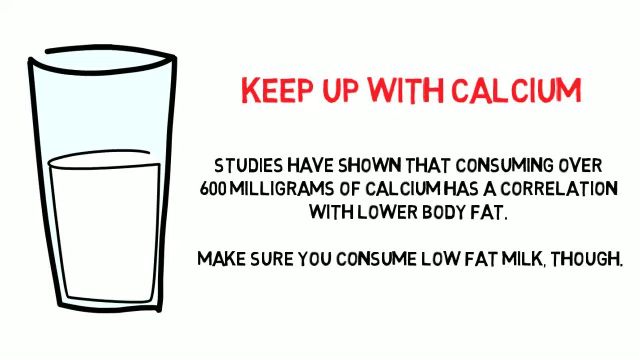 KEEP UP WITH CALCIUM
STUDIES HAVE SHOWN THAT CONSUMING OVER
600 MILLIGRAMS OF CALCIUM HAS A CORRELATION
WITH LOWER BODY FAT.
MAKE SURE YOU CONSUME LOW FAT MILK, THOUGH.